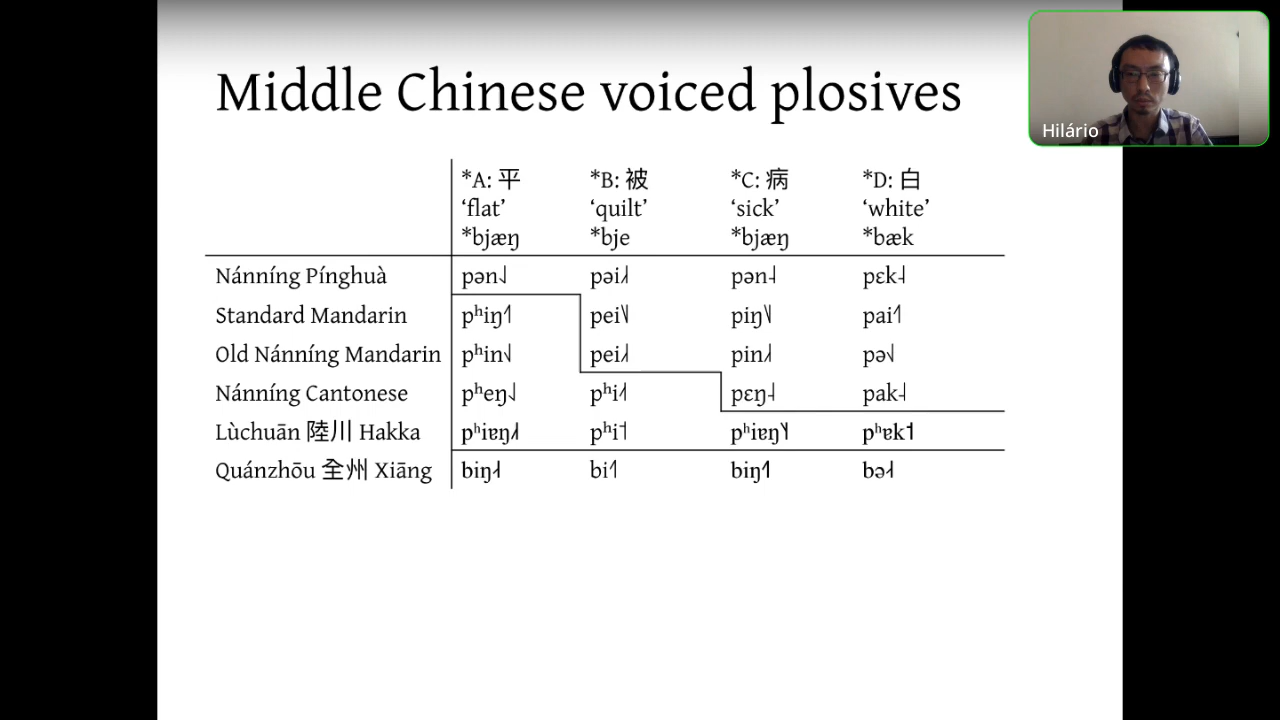 Middle Chinese voiced plosives
Hilário
*A: 平 *B: 被 *C: 病 *D: 白
‘flat’ ‘quilt’ ‘sick’ ‘white’
*bjæŋ *bje *bjæŋ *bæk
Nánníng Pínghuà pən˨˩ pəi˨˦ pən˨ pɛk˨
Standard Mandarin pʰiŋ˧˥ pei˥˩ piŋ˥˩ pai˧˥
Old Nánníng Mandarin pʰin˧˩ pei˨˦ pin˨˦ pə˧˩
Nánníng Cantonese pʰeŋ˨˩ pʰi˨˦ pɛŋ˨ pak˨
Lùchuān 陸川 Hakka pʰiɐŋ pʰi pʰiɐŋ pʰɐk
Quánzhōu 全州 Xiāng biŋ bi biŋ bə